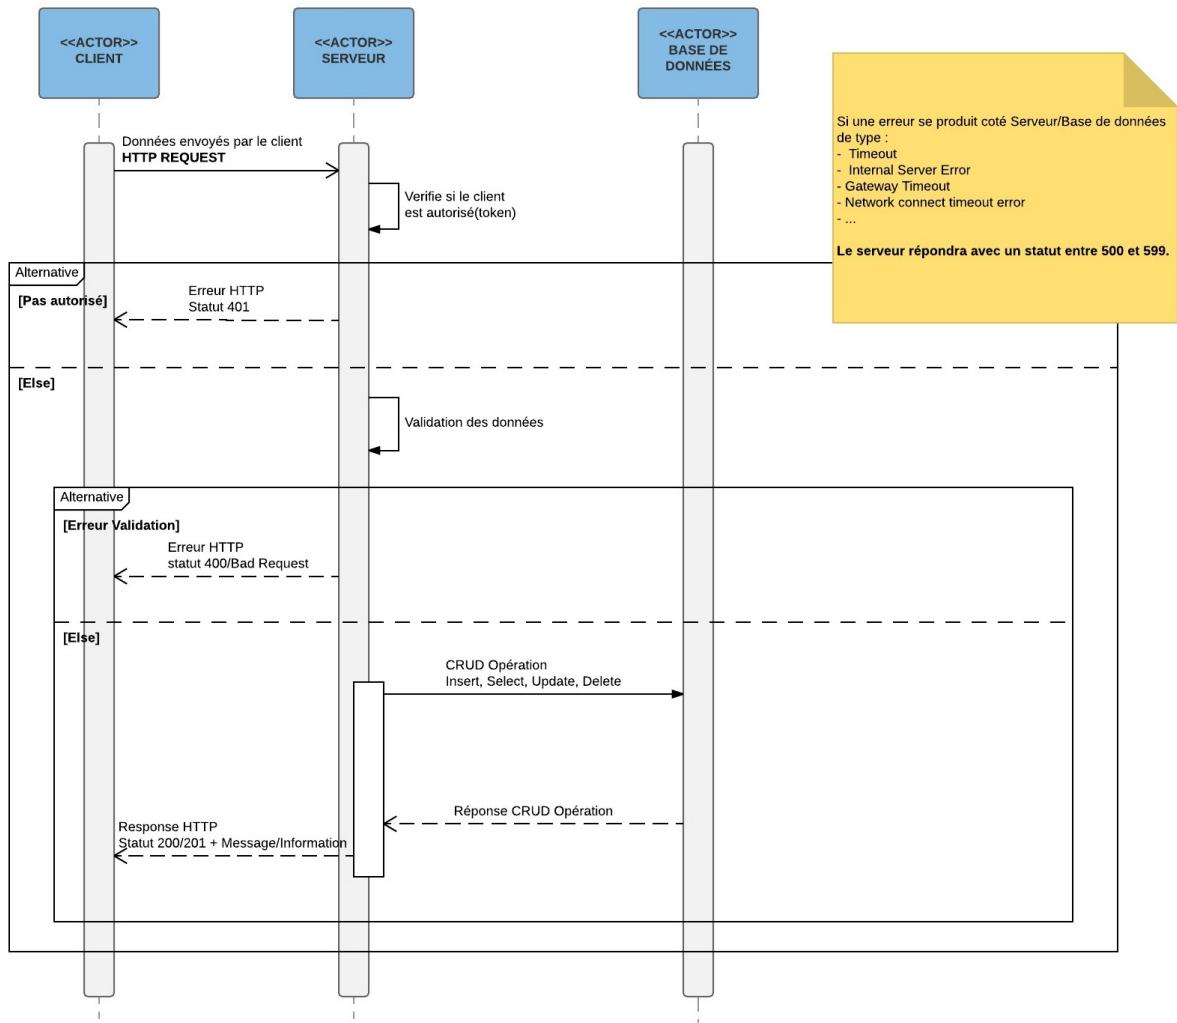 <<ACTOR>>
CLIENT
<<ACTOR>>
SERVEUR
<<ACTOR>>
BASE DE
DONNÉES
Si une erreur se produit coté Serveur/Base de données
de type :
- Timeout
- Internal Server Error
- Gateway Timeout
- Network connect timeout error
- ...
Le serveur répondra avec un statut entre 500 et 599.
Données envoyés par le client
HTTP REQUEST
Verifie si le client
est autorisé(token)
Alternative
[Pas autorisé]
Erreur HTTP
Statut 401
[Else]
Validation des données
Alternative
[Erreur Validation]
Erreur HTTP
statut 400/Bad Request
[Else]
CRUD Opération
Insert, Select, Update, Delete
Réponse CRUD Opération
Response HTTP
Statut 200/201 + Message/Information